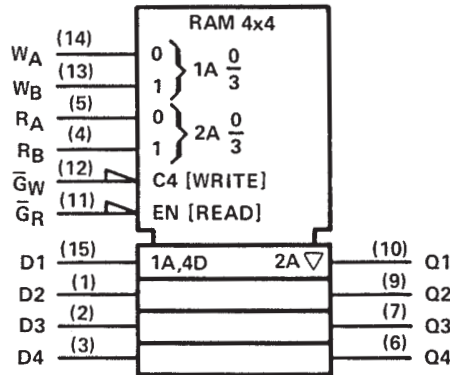 RAM 4x4
WA (14) 0 } 1A 0/3
WB (13) 1
RA (5) 0 } 2A 0/3
RB (4) 1
G̅W (12) C4 [WRITE]
G̅R (11) EN [READ]
D1 (15) 1A,4D 2A ▽ (10) Q1
D2 (1) (9) Q2
D3 (2) (7) Q3
D4 (3) (6) Q4